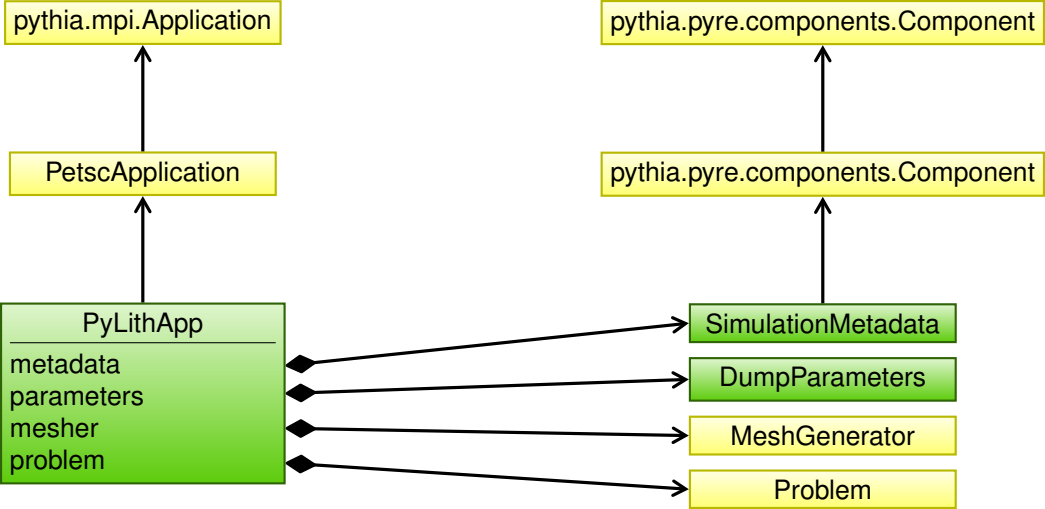 pythia.mpi.Application
pythia.pyre.components.Component
PetscApplication
pythia.pyre.components.Component
PyLithApp
metadata
parameters
mesher
problem
SimulationMetadata
DumpParameters
MeshGenerator
Problem